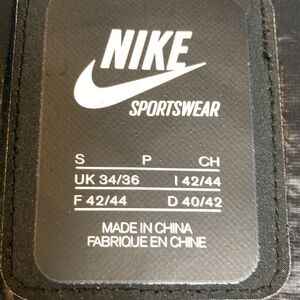 NIKE
SPORTSWEAR
S P CH
UK 34/36 I 42/44
F 42/44 D 40/42
MADE IN CHINA
FABRIQUE EN CHINE